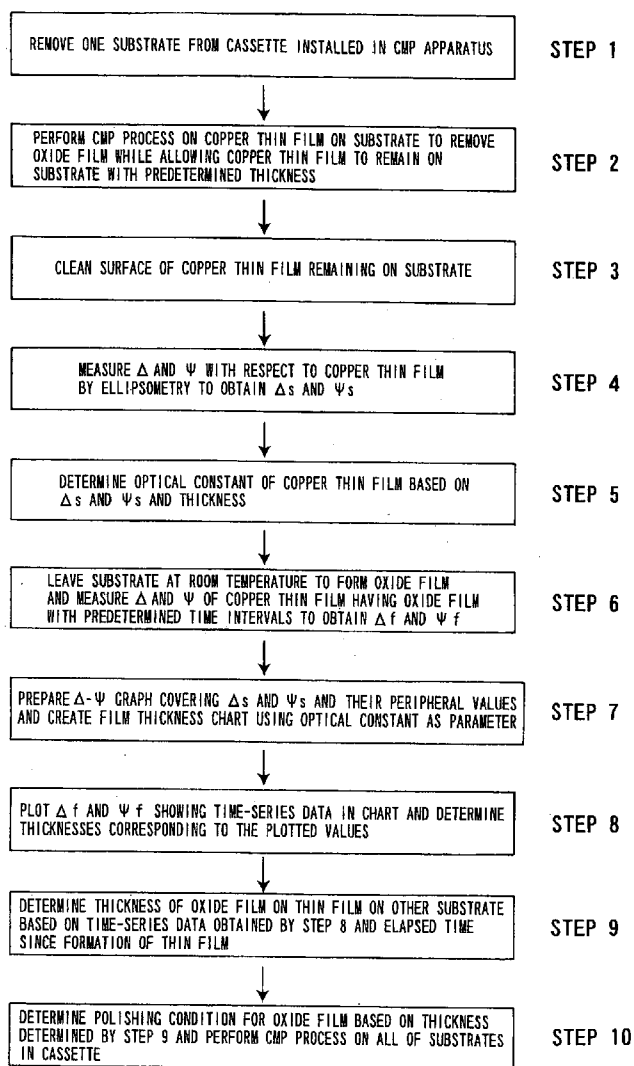 REMOVE ONE SUBSTRATE FROM CASSETTE INSTALLED IN CMP APPARATUS
STEP 1
PERFORM CMP PROCESS ON COPPER THIN FILM ON SUBSTRATE TO REMOVE
OXIDE FILM WHILE ALLOWING COPPER THIN FILM TO REMAIN ON
SUBSTRATE WITH PREDETERMINED THICKNESS
STEP 2
CLEAN SURFACE OF COPPER THIN FILM REMAINING ON SUBSTRATE
STEP 3
MEASURE Δ AND Ψ WITH RESPECT TO COPPER THIN FILM
BY ELLIPSOMETRY TO OBTAIN Δs AND Ψs
STEP 4
DETERMINE OPTICAL CONSTANT OF COPPER THIN FILM BASED ON
Δs AND Ψs AND THICKNESS
STEP 5
LEAVE SUBSTRATE AT ROOM TEMPERATURE TO FORM OXIDE FILM
AND MEASURE Δ AND Ψ OF COPPER THIN FILM HAVING OXIDE FILM
WITH PREDETERMINED TIME INTERVALS TO OBTAIN Δf AND Ψf
STEP 6
PREPARE Δ-Ψ GRAPH COVERING Δs AND Ψs AND THEIR PERIPHERAL VALUES
AND CREATE FILM THICKNESS CHART USING OPTICAL CONSTANT AS PARAMETER
STEP 7
PLOT Δf AND Ψf SHOWING TIME-SERIES DATA IN CHART AND DETERMINE
THICKNESSES CORRESPONDING TO THE PLOTTED VALUES
STEP 8
DETERMINE THICKNESS OF OXIDE FILM ON THIN FILM ON OTHER SUBSTRATE
BASED ON TIME-SERIES DATA OBTAINED BY STEP 8 AND ELAPSED TIME
SINCE FORMATION OF THIN FILM
STEP 9
DETERMINE POLISHING CONDITION FOR OXIDE FILM BASED ON THICKNESS
DETERMINED BY STEP 9 AND PERFORM CMP PROCESS ON ALL OF SUBSTRATES
IN CASSETTE
STEP 10